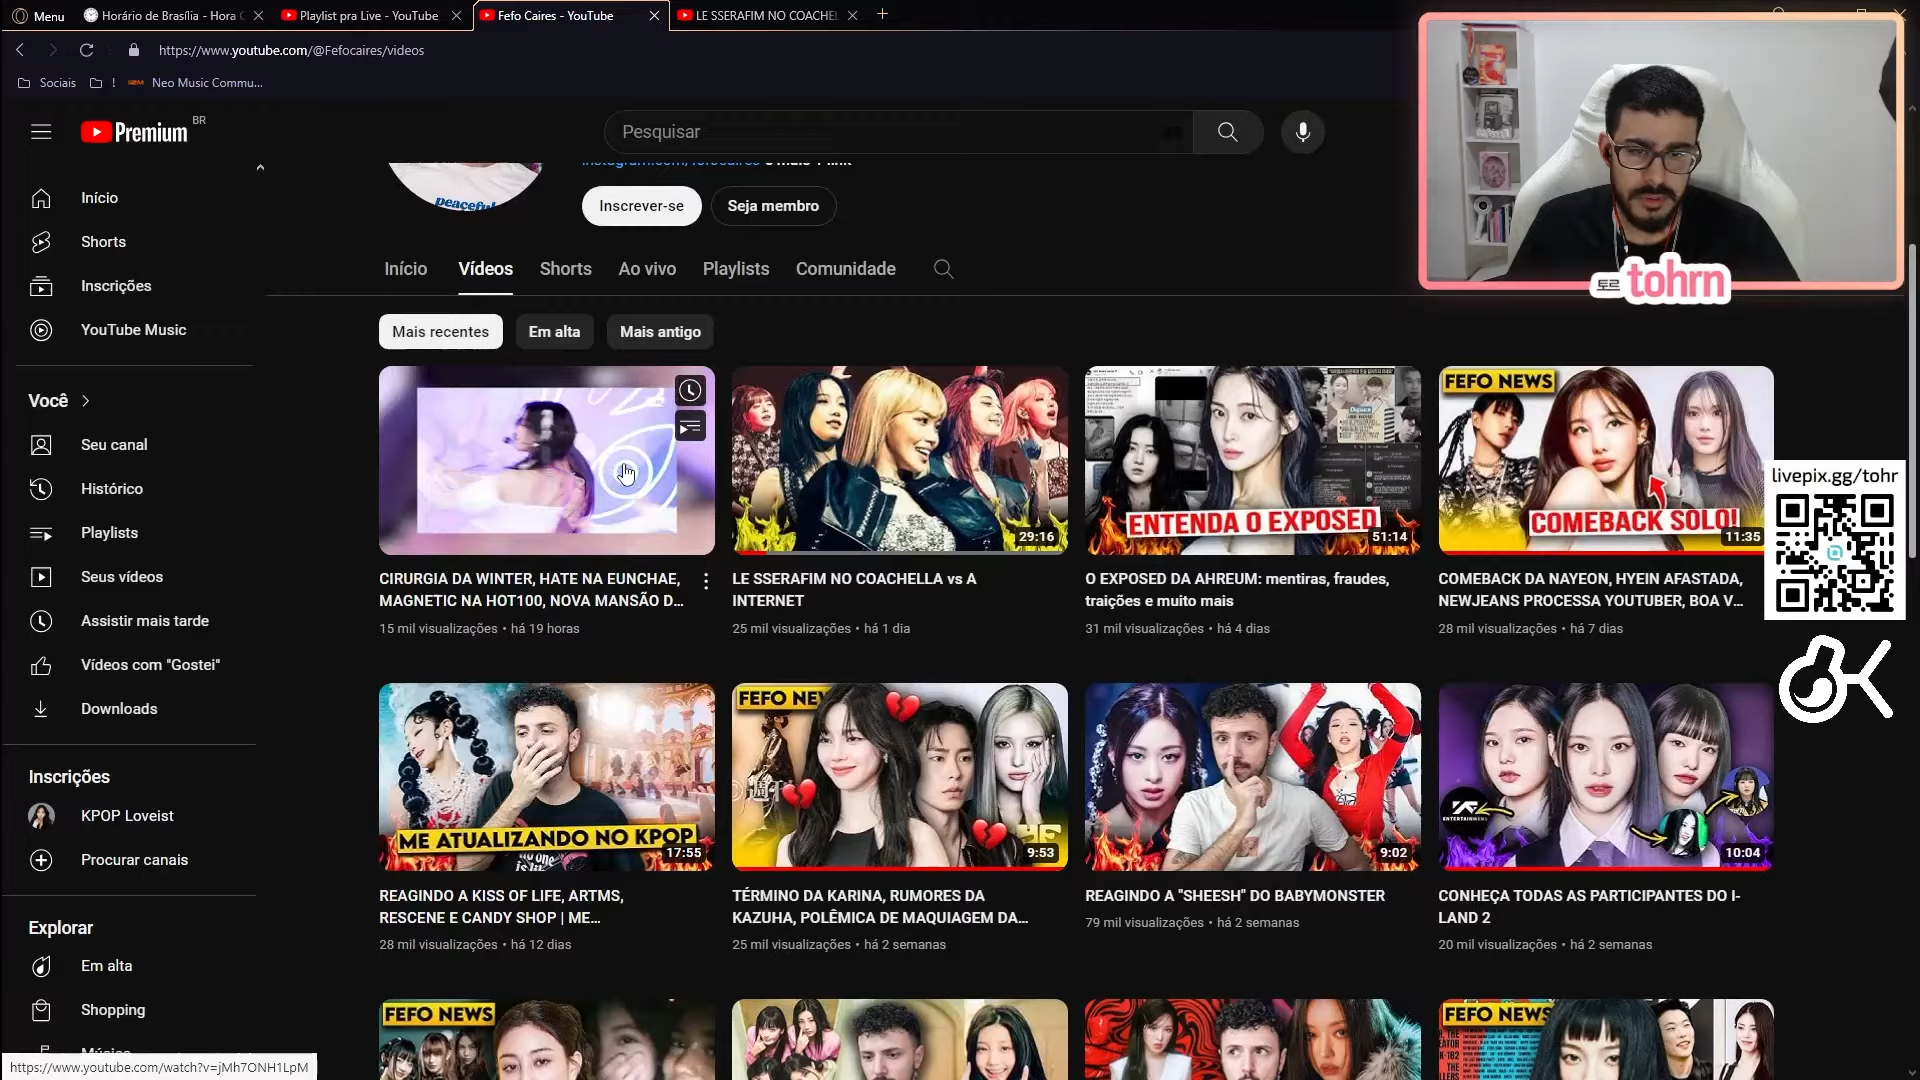 Menu
Horário de Brasília - Hora
Playlist pra Live - YouTube
Fefo Caires - YouTube
LE SSERAFIM NO COACHEL
https://www.youtube.com/@Fefocaires/videos
Sociais
!
Neo Music Commu...
Premium BR
Pesquisar
peaceful
Inscrever-se
Seja membro
토르 tohrn
Início
Vídeos
Shorts
Ao vivo
Playlists
Comunidade
Mais recentes
Em alta
Mais antigo
Início
Shorts
Inscrições
YouTube Music
Você
Seu canal
Histórico
Playlists
Seus vídeos
Assistir mais tarde
Vídeos com "Gostei"
Downloads
Inscrições
KPOP Loveist
Procurar canais
Explorar
Em alta
Shopping
Música
https://www.youtube.com/watch?v=jMh7ONH1LpM
CIRURGIA DA WINTER, HATE NA EUNCHAE,
MAGNETIC NA HOT100, NOVA MANSÃO D...
15 mil visualizações • há 19 horas
29:16
LE SSERAFIM NO COACHELLA vs A
INTERNET
25 mil visualizações • há 1 dia
ENTENDA O EXPOSED
51:14
O EXPOSED DA AHREUM: mentiras, fraudes,
traições e muito mais
31 mil visualizações • há 4 dias
FEFO NEWS
COMEBACK SOLO!
11:35
COMEBACK DA NAYEON, HYEIN AFASTADA,
NEWJEANS PROCESSA YOUTUBER, BOA V...
28 mil visualizações • há 7 dias
livepix.gg/tohr
ME ATUALIZANDO NO KPOP
17:55
REAGINDO A KISS OF LIFE, ARTMS,
RESCENE E CANDY SHOP | ME...
28 mil visualizações • há 12 dias
FEFO NEW
9:53
TÉRMINO DA KARINA, RUMORES DA
KAZUHA, POLÊMICA DE MAQUIAGEM DA...
25 mil visualizações • há 2 semanas
9:02
REAGINDO A "SHEESH" DO BABYMONSTER
79 mil visualizações • há 2 semanas
YG
ENTERTAINMENT
10:04
CONHEÇA TODAS AS PARTICIPANTES DO I-
LAND 2
20 mil visualizações • há 2 semanas
FEFO NEWS
FEFO NEWS